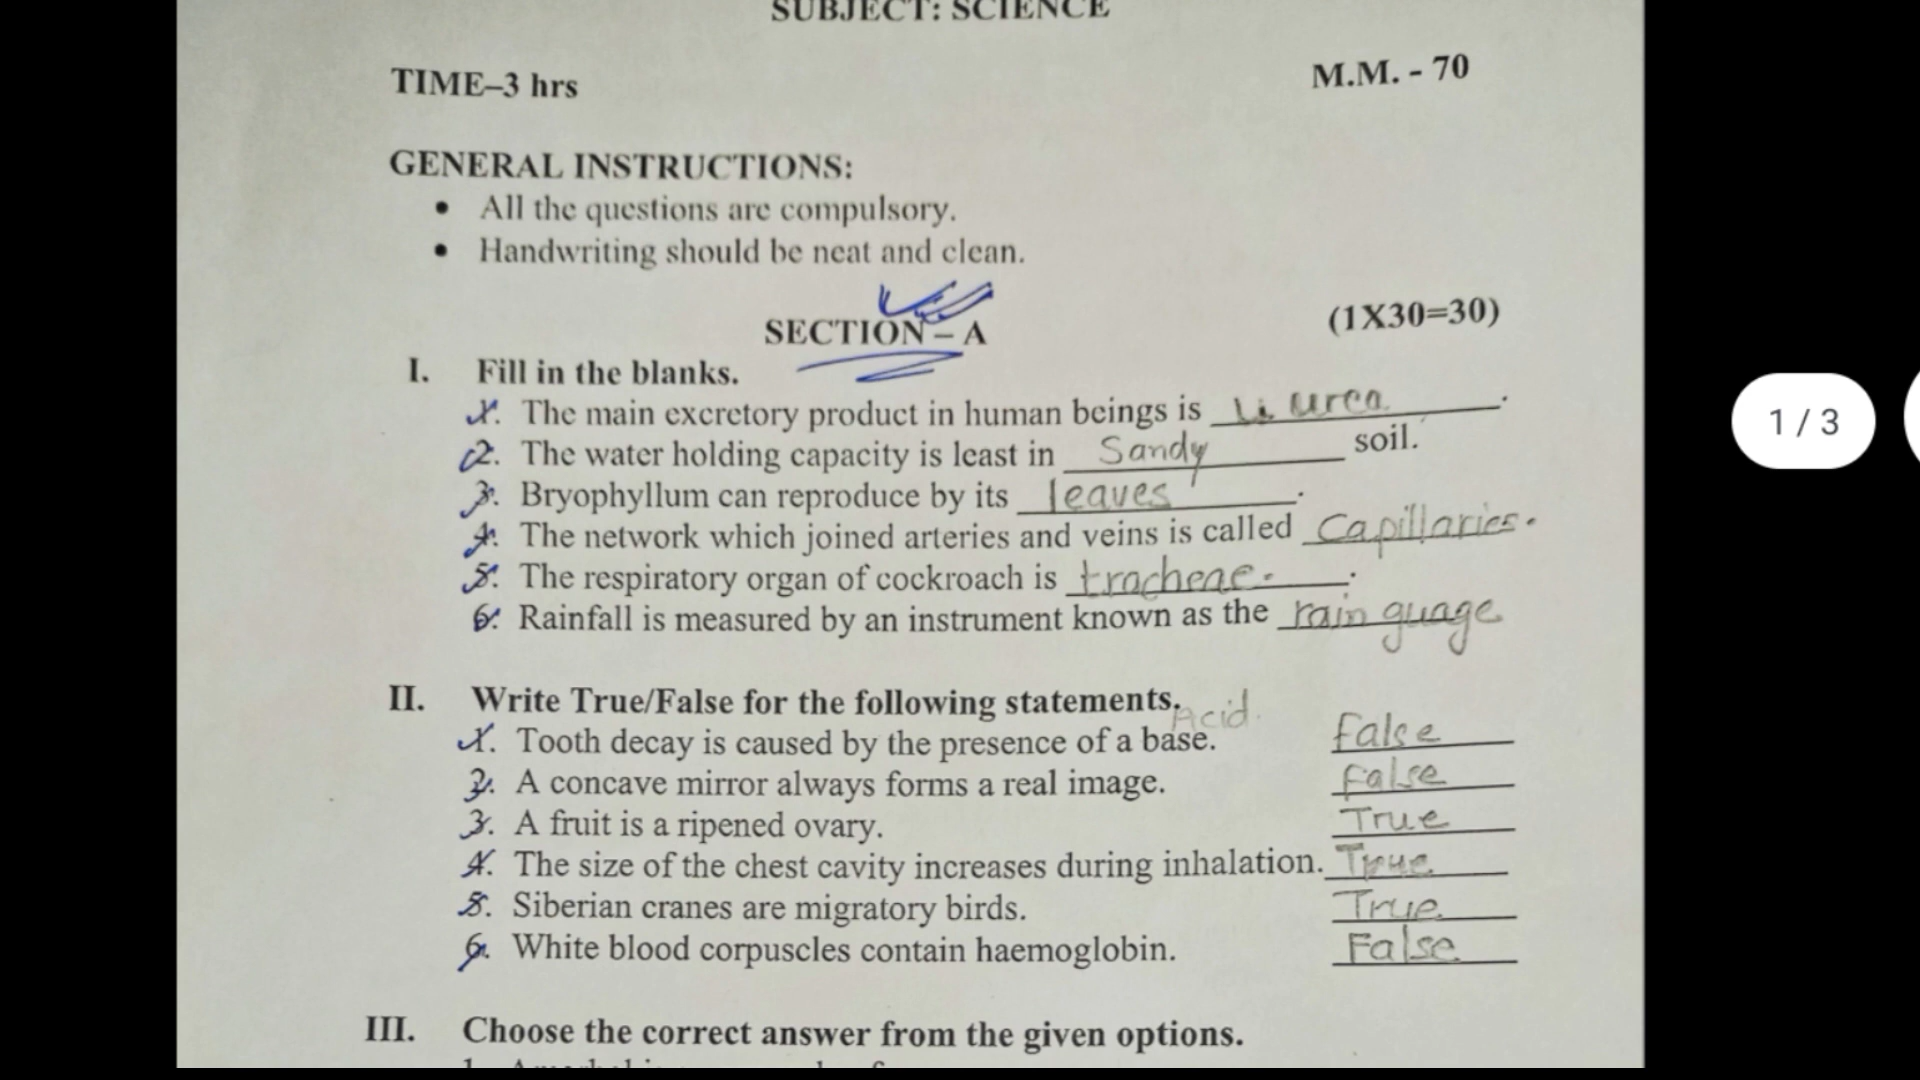 SUBJECT: SCIENCE
TIME–3 hrs M.M. - 70
GENERAL INSTRUCTIONS:
• All the questions are compulsory.
• Handwriting should be neat and clean.
SECTION – A (1X30=30)
I. Fill in the blanks.
1. The main excretory product in human beings is urea.
2. The water holding capacity is least in Sandy soil.
3. Bryophyllum can reproduce by its leaves.
4. The network which joined arteries and veins is called Capillaries.
5. The respiratory organ of cockroach is tracheae.
6. Rainfall is measured by an instrument known as the rain guage
II. Write True/False for the following statements.
Acid.
1. Tooth decay is caused by the presence of a base. False
2. A concave mirror always forms a real image. False
3. A fruit is a ripened ovary. True
4. The size of the chest cavity increases during inhalation. True
5. Siberian cranes are migratory birds. True
6. White blood corpuscles contain haemoglobin. False
III. Choose the correct answer from the given options.
1 / 3